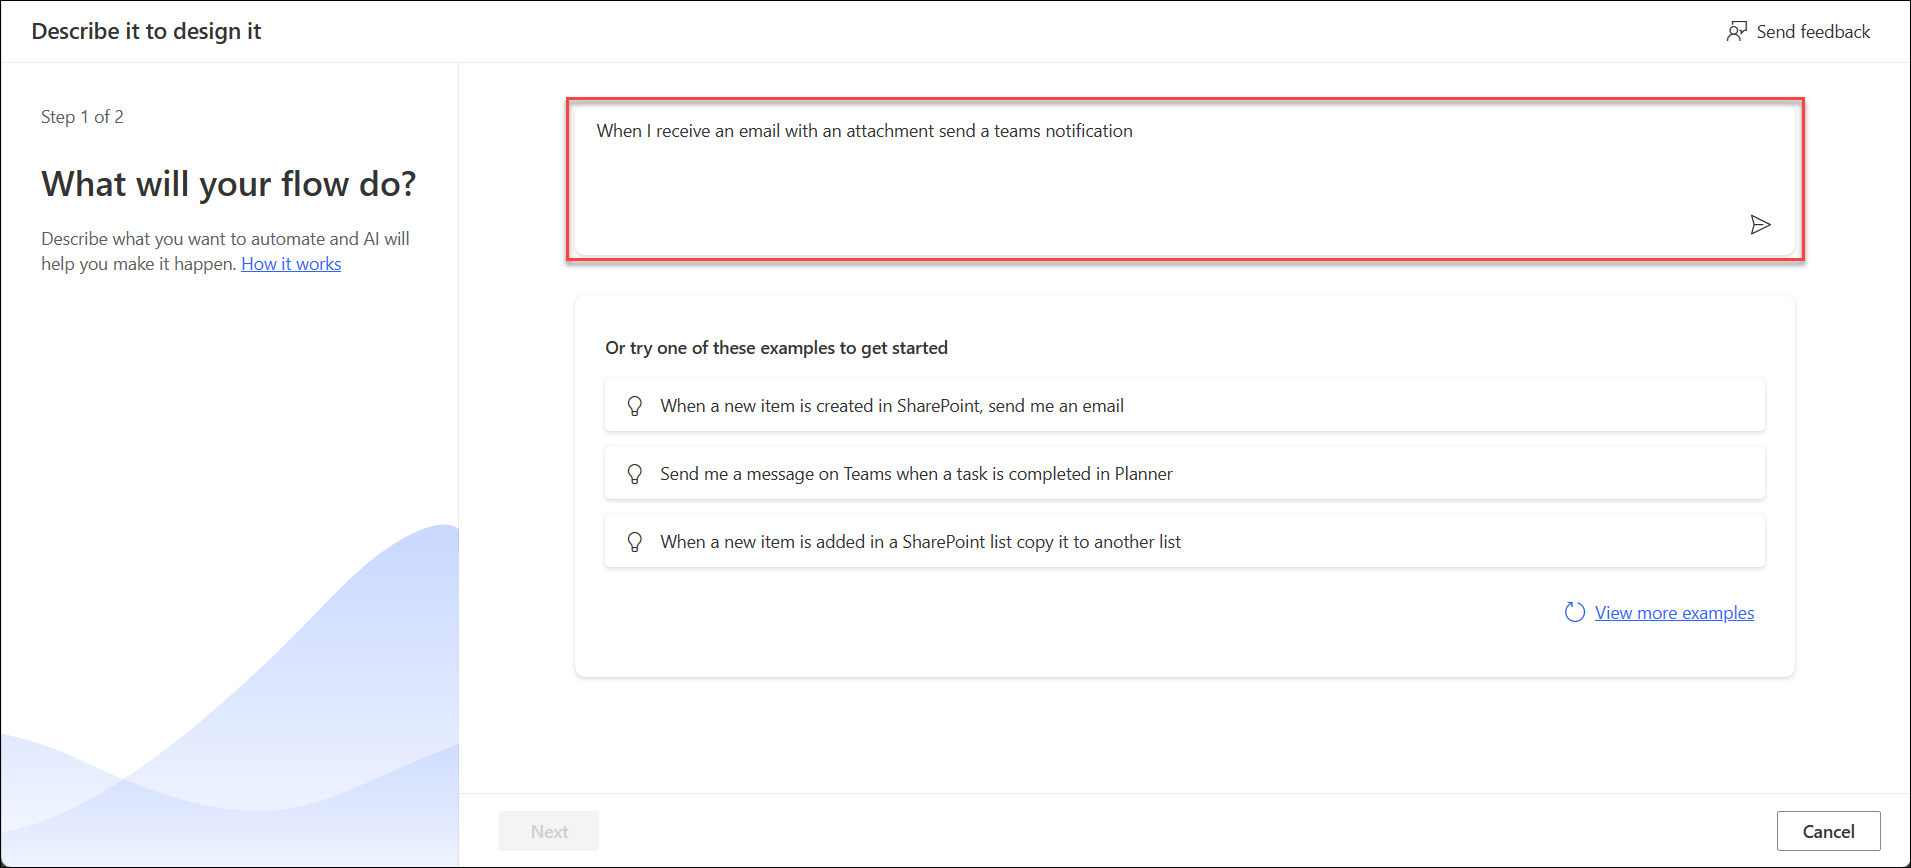 Describe it to design it
Send feedback
Step 1 of 2
What will your flow do?
Describe what you want to automate and AI will
help you make it happen. How it works
When I receive an email with an attachment send a teams notification
Or try one of these examples to get started
When a new item is created in SharePoint, send me an email
Send me a message on Teams when a task is completed in Planner
When a new item is added in a SharePoint list copy it to another list
View more examples
Next
Cancel